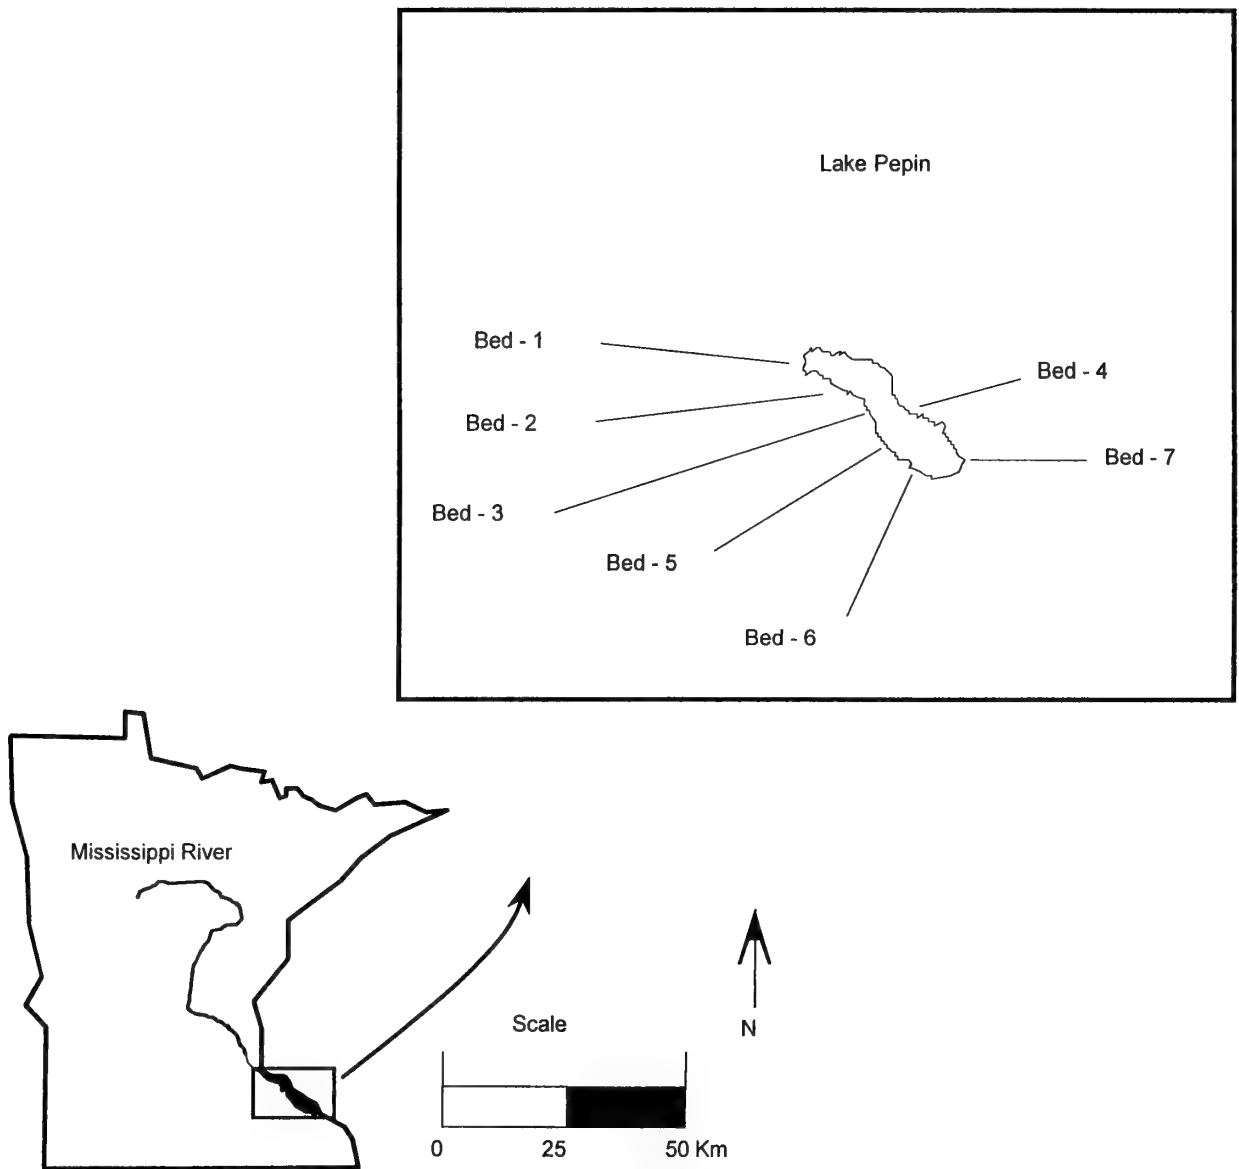 Lake Pepin
Bed - 1
Bed - 4
Bed - 2
Bed - 7
Bed - 3
Bed - 5
Bed - 6
Mississippi River
Scale
N
0 25 50 Km